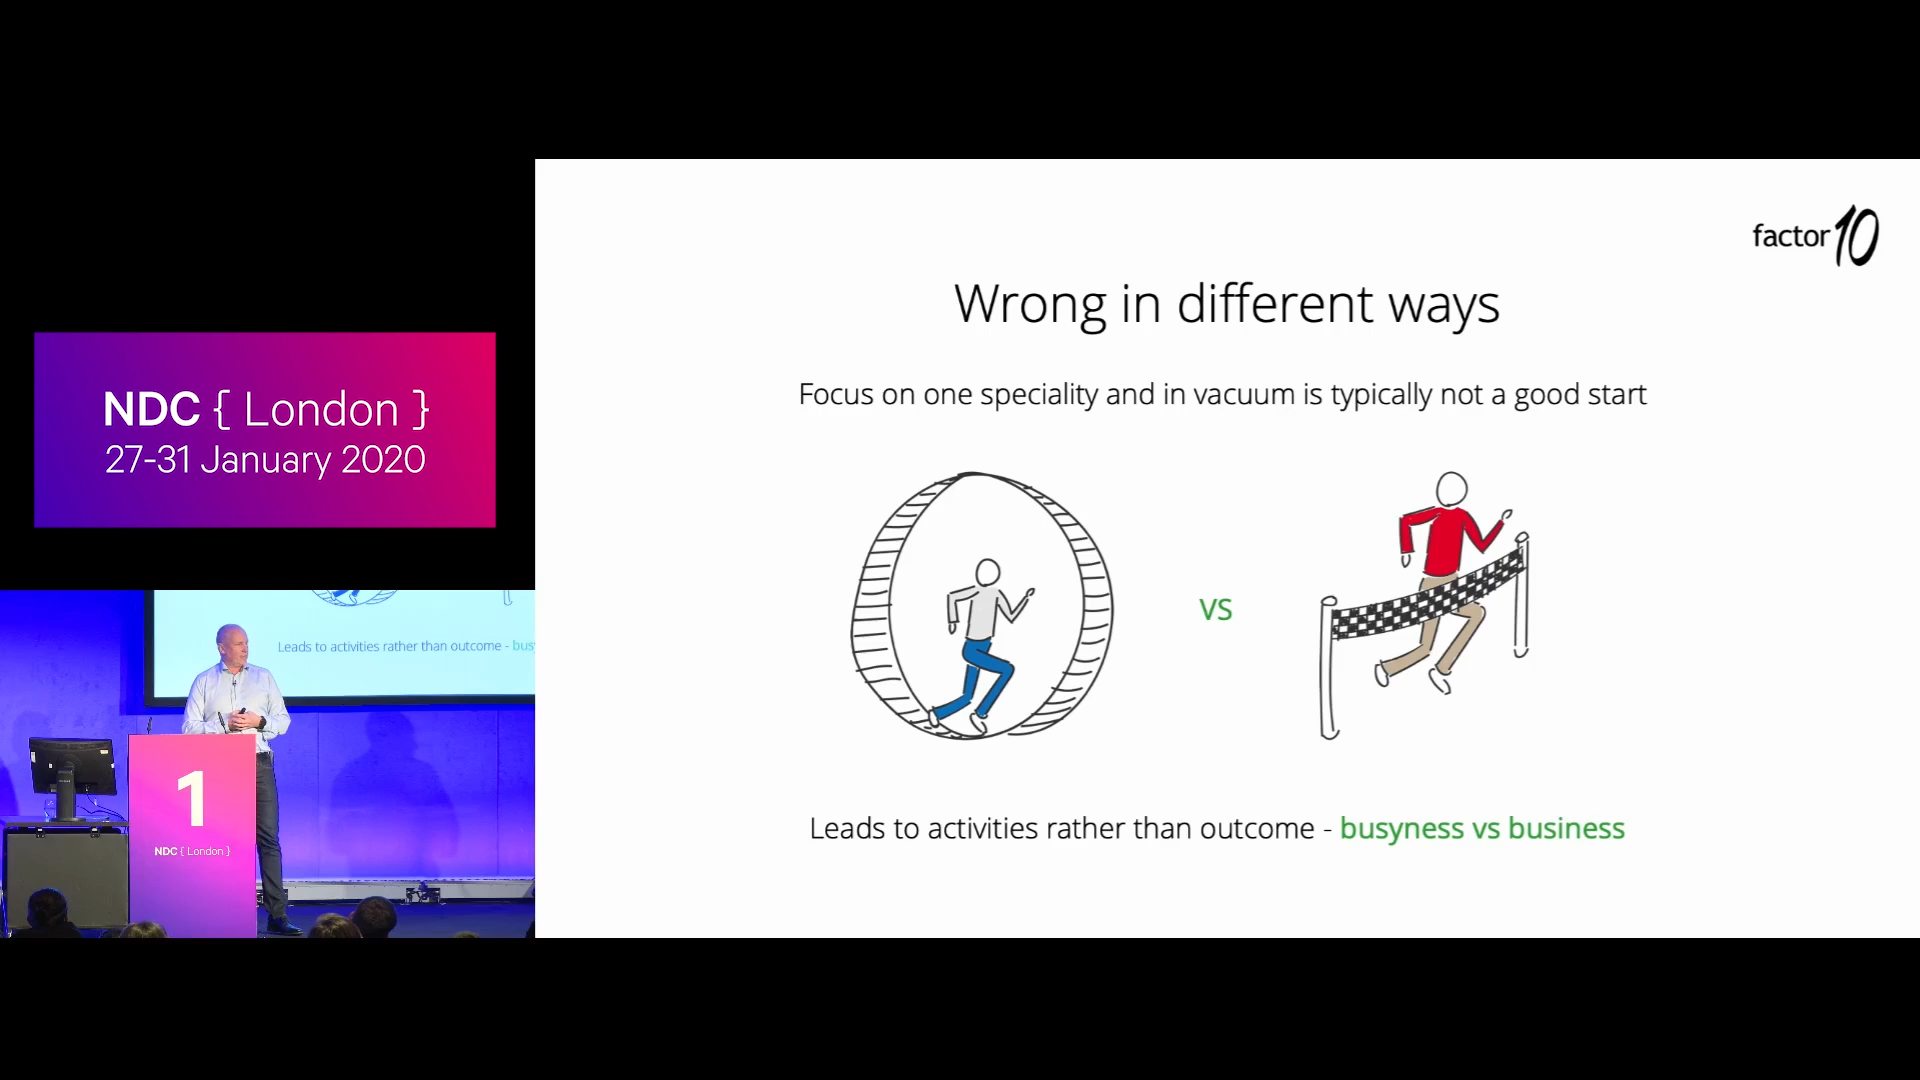 NDC { London }
27-31 January 2020
factor10
Wrong in different ways
Focus on one speciality and in vacuum is typically not a good start
vs
Leads to activities rather than outcome - busyness vs business
Leads to activities rather than outcome - busy
1
NDC { London }